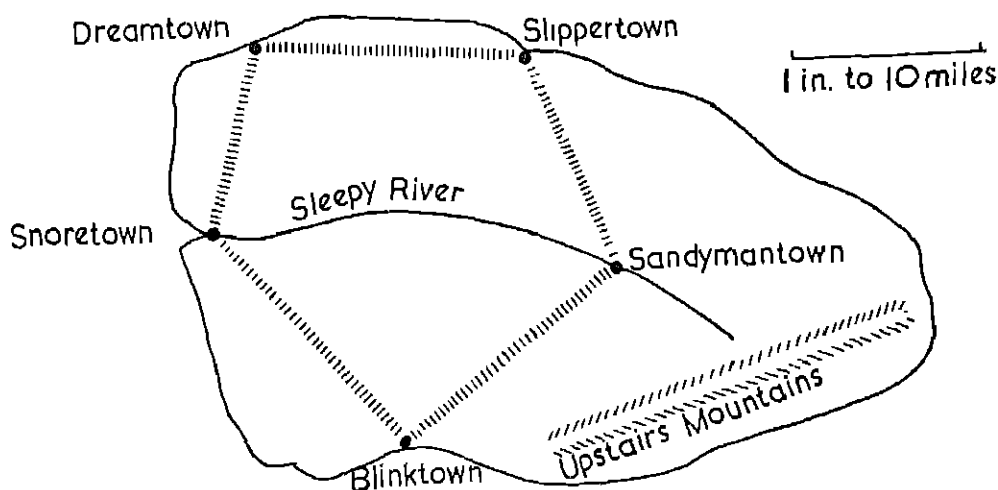 Dreamtown
Slippertown
1 in. to 10 miles
Sleepy River
Snoretown
Sandymantown
Upstairs Mountains
Blinktown